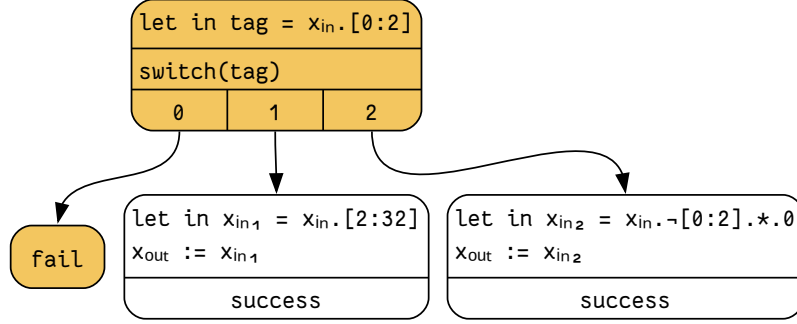 let in tag = xᵢₙ.[0:2]
switch(tag)
0 1 2
fail
let in xᵢₙ₁ = xᵢₙ.[2:32]
xₒᵤₜ := xᵢₙ₁
success
let in xᵢₙ₂ = xᵢₙ.¬[0:2].*.0
xₒᵤₜ := xᵢₙ₂
success